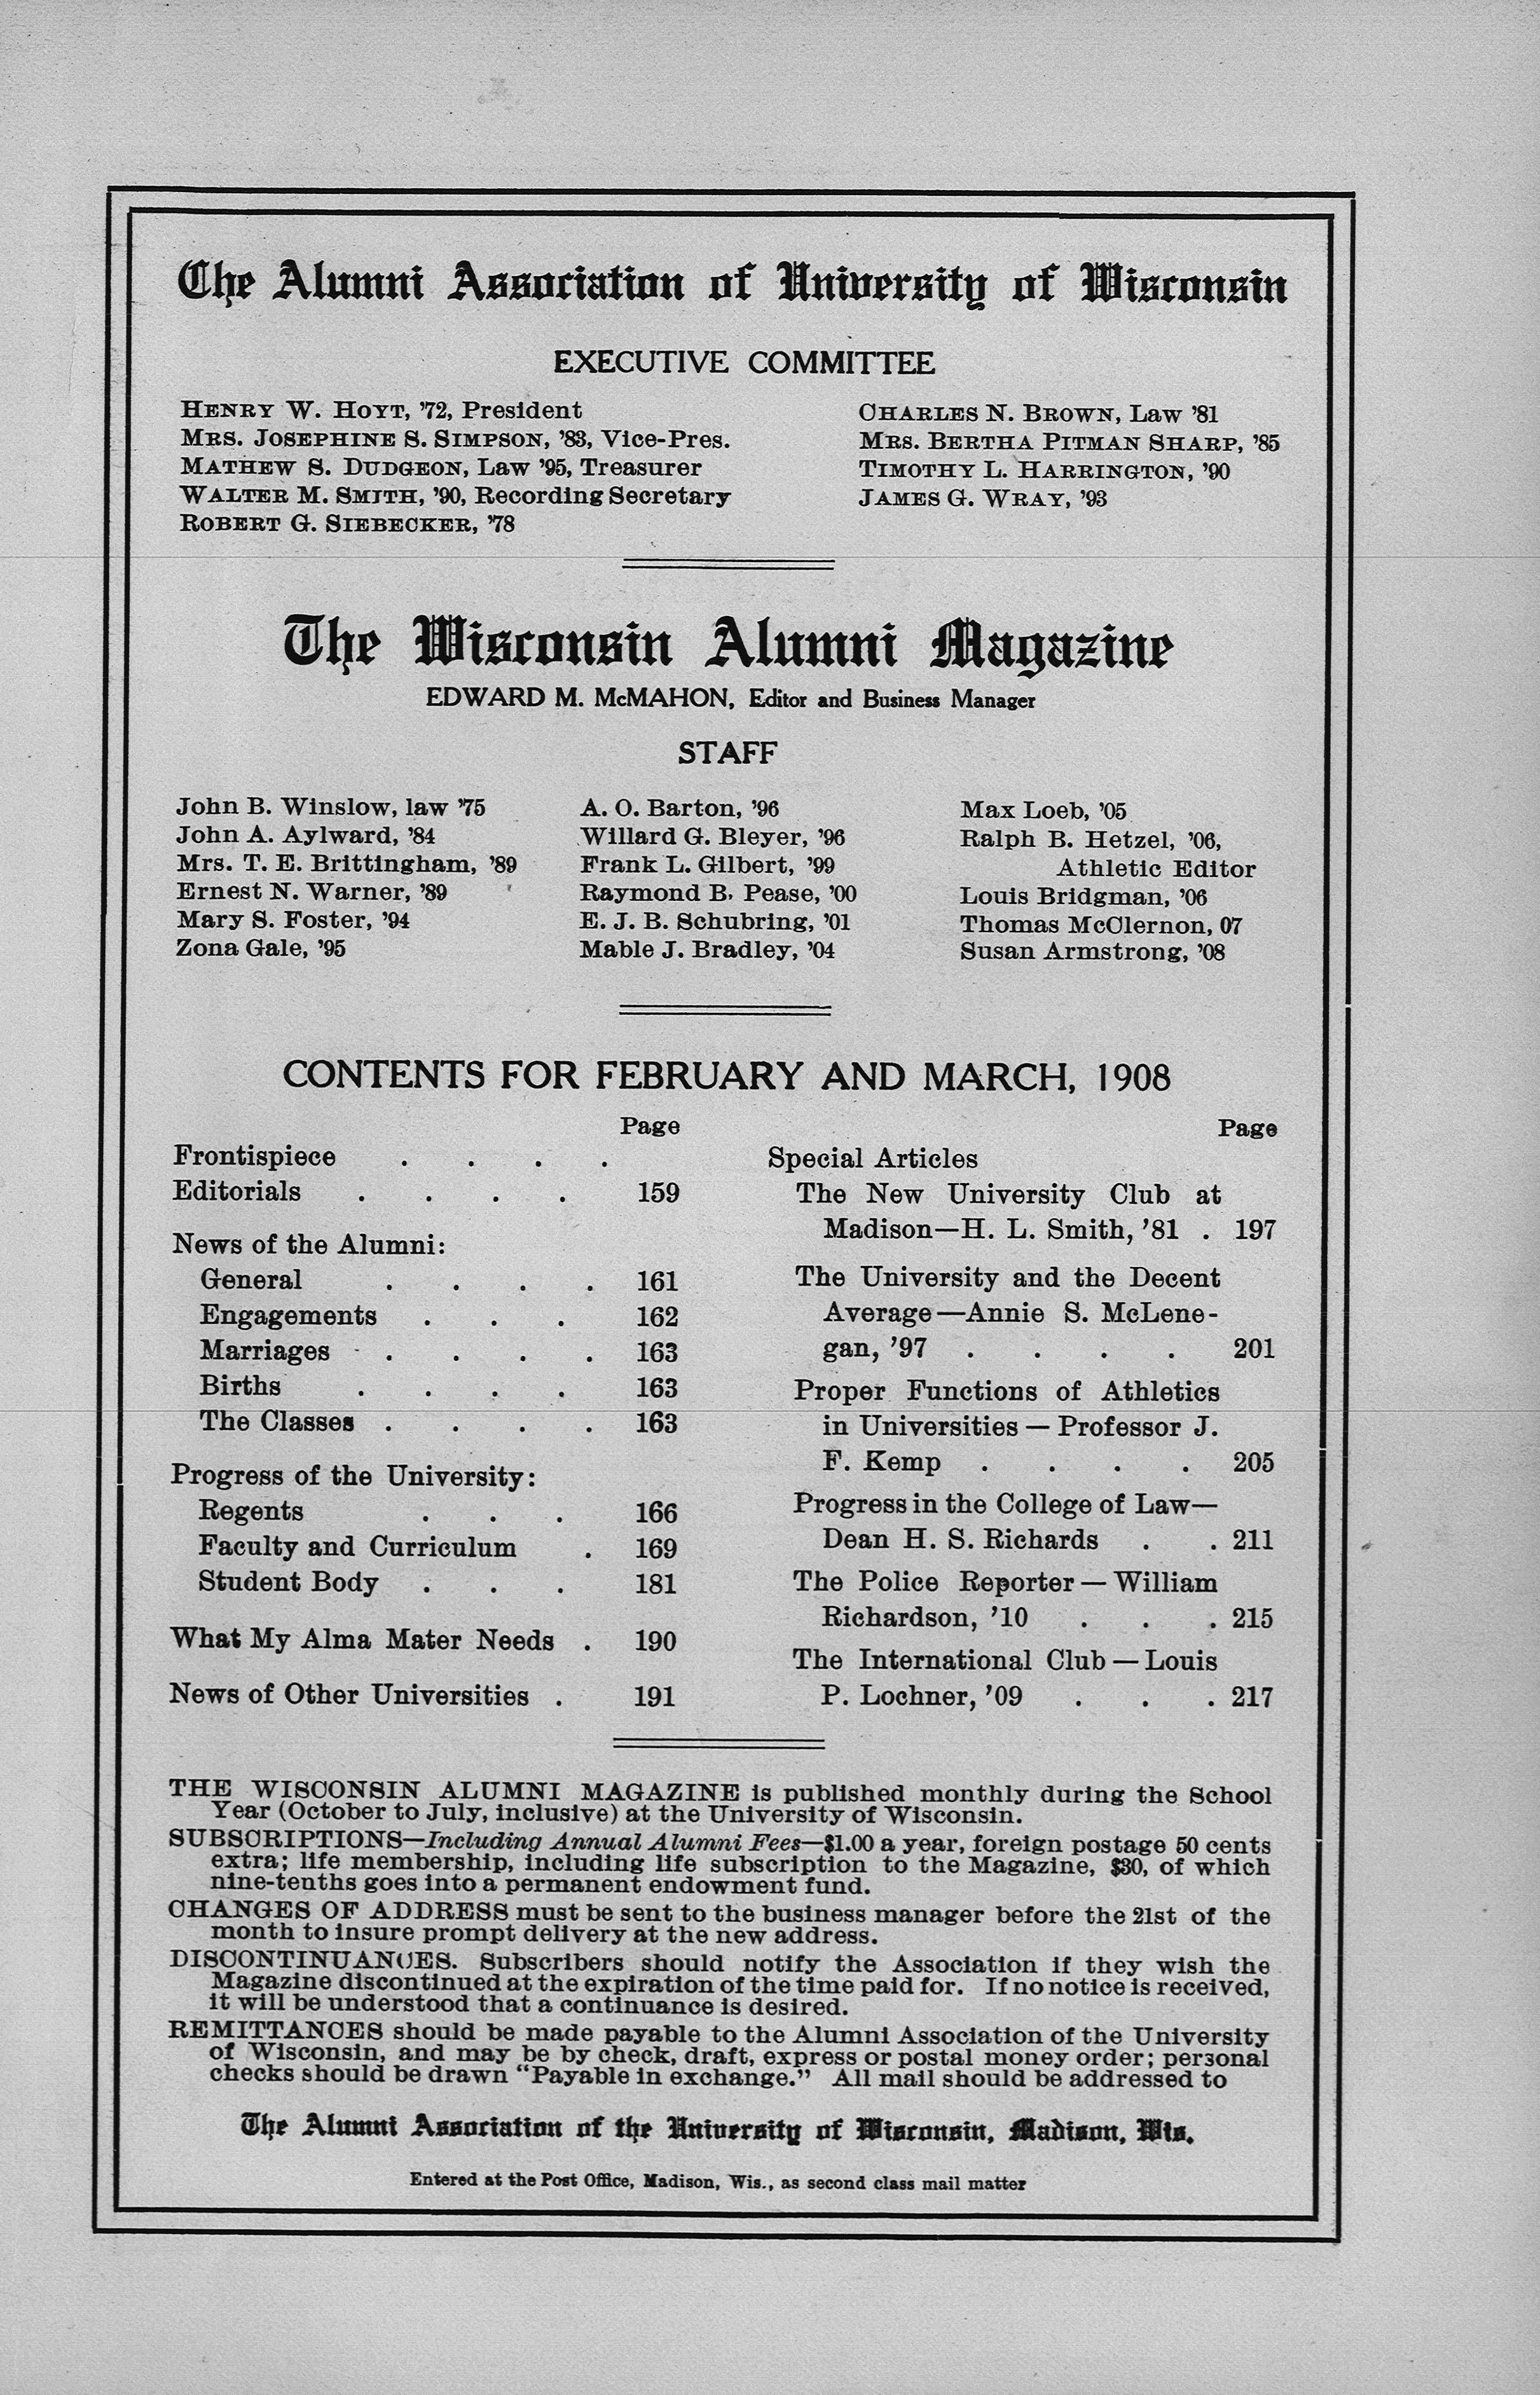 The Alumni Association of University of Wisconsin
EXECUTIVE COMMITTEE
HENRY W. HOYT, '72, President
MRS. JOSEPHINE S. SIMPSON, '83, Vice-Pres.
MATHEW S. DUDGEON, Law '95, Treasurer
WALTER M. SMITH, '90, Recording Secretary
ROBERT G. SIEBECKER, '78
CHARLES N. BROWN, Law '81
MRS. BERTHA PITMAN SHARP, '85
TIMOTHY L. HARRINGTON, '90
JAMES G. WRAY, '93
The Wisconsin Alumni Magazine
EDWARD M. McMAHON, Editor and Business Manager
STAFF
John B. Winslow, law '75
John A. Aylward, '84
Mrs. T. E. Brittingham, '89
Ernest N. Warner, '89
Mary S. Foster, '94
Zona Gale, '95
A. O. Barton, '96
Willard G. Bleyer, '96
Frank L. Gilbert, '99
Raymond B. Pease, '00
E. J. B. Schubring, '01
Mable J. Bradley, '04
Max Loeb, '05
Ralph B. Hetzel, '06,
Athletic Editor
Louis Bridgman, '06
Thomas McClernon, 07
Susan Armstrong, '08
CONTENTS FOR FEBRUARY AND MARCH, 1908
Page
Frontispiece . . . .
Editorials . . . . 159
News of the Alumni:
General . . . . 161
Engagements . . . 162
Marriages . . . . 163
Births . . . . 163
The Classes . . . . 163
Progress of the University:
Regents . . . 166
Faculty and Curriculum . 169
Student Body . . . 181
What My Alma Mater Needs . 190
News of Other Universities . 191
Page
Special Articles
The New University Club at
Madison—H. L. Smith, '81 . 197
The University and the Decent
Average—Annie S. McLene-
gan, '97 . . . . 201
Proper Functions of Athletics
in Universities — Professor J.
F. Kemp . . . . 205
Progress in the College of Law—
Dean H. S. Richards . . 211
The Police Reporter — William
Richardson, '10 . . . 215
The International Club — Louis
P. Lochner, '09 . . . 217
THE WISCONSIN ALUMNI MAGAZINE is published monthly during the School
Year (October to July, inclusive) at the University of Wisconsin.
SUBSCRIPTIONS—Including Annual Alumni Fees—$1.00 a year, foreign postage 50 cents
extra; life membership, including life subscription to the Magazine, $30, of which
nine-tenths goes into a permanent endowment fund.
CHANGES OF ADDRESS must be sent to the business manager before the 21st of the
month to insure prompt delivery at the new address.
DISCONTINUANCES. Subscribers should notify the Association if they wish the
Magazine discontinued at the expiration of the time paid for. If no notice is received,
it will be understood that a continuance is desired.
REMITTANCES should be made payable to the Alumni Association of the University
of Wisconsin, and may be by check, draft, express or postal money order; personal
checks should be drawn "Payable in exchange." All mail should be addressed to
The Alumni Association of the University of Wisconsin, Madison, Wis.
Entered at the Post Office, Madison, Wis., as second class mail matter